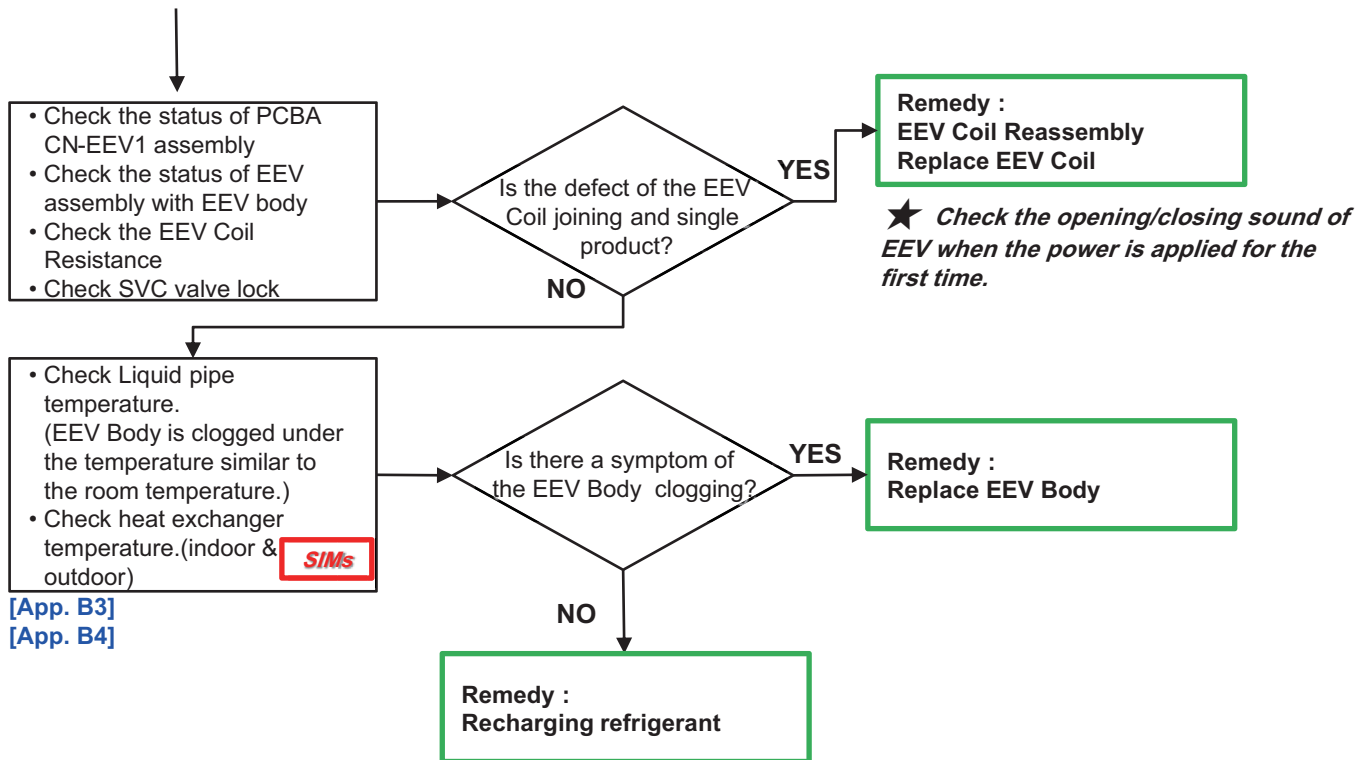 • Check the status of PCBA
CN-EEV1 assembly
• Check the status of EEV
assembly with EEV body
• Check the EEV Coil
Resistance
• Check SVC valve lock
Is the defect of the EEV
Coil joining and single
product?
YES
NO
Remedy :
EEV Coil Reassembly
Replace EEV Coil
★ Check the opening/closing sound of
EEV when the power is applied for the
first time.
• Check Liquid pipe
temperature.
(EEV Body is clogged under
the temperature similar to
the room temperature.)
• Check heat exchanger
temperature.(indoor &
outdoor)
SIMs
[App. B3]
[App. B4]
Is there a symptom of
the EEV Body clogging?
YES
NO
Remedy :
Replace EEV Body
Remedy :
Recharging refrigerant